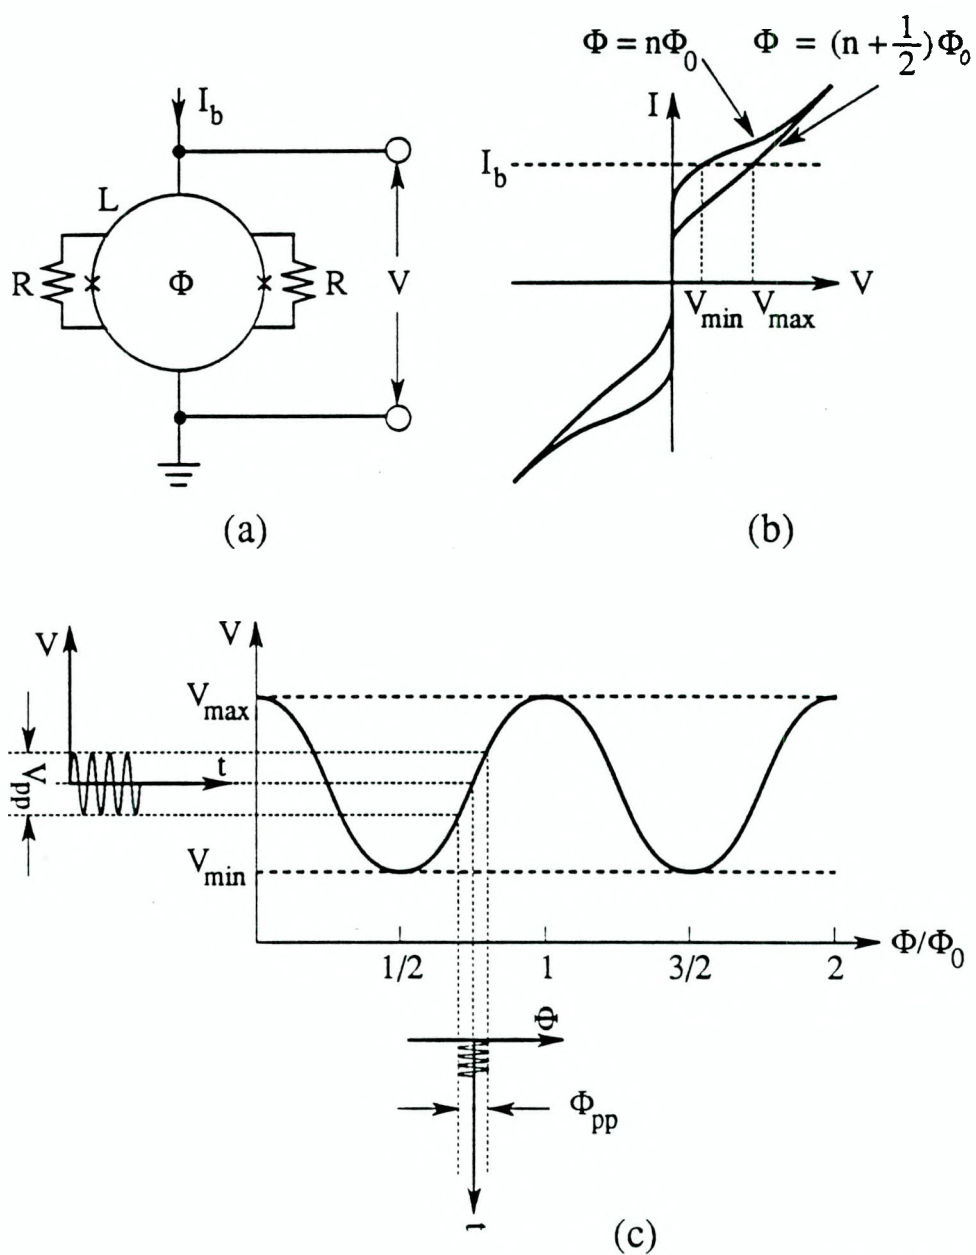 I_b
L
R
Φ
R
V
(a)
Φ = nΦ_0
Φ = (n + 1/2)Φ_0
I
I_b
V
V_min
V_max
(b)
V
V
V_max
t
V_pp
V_min
Φ/Φ_0
1/2
1
3/2
2
Φ
Φ_pp
t
(c)